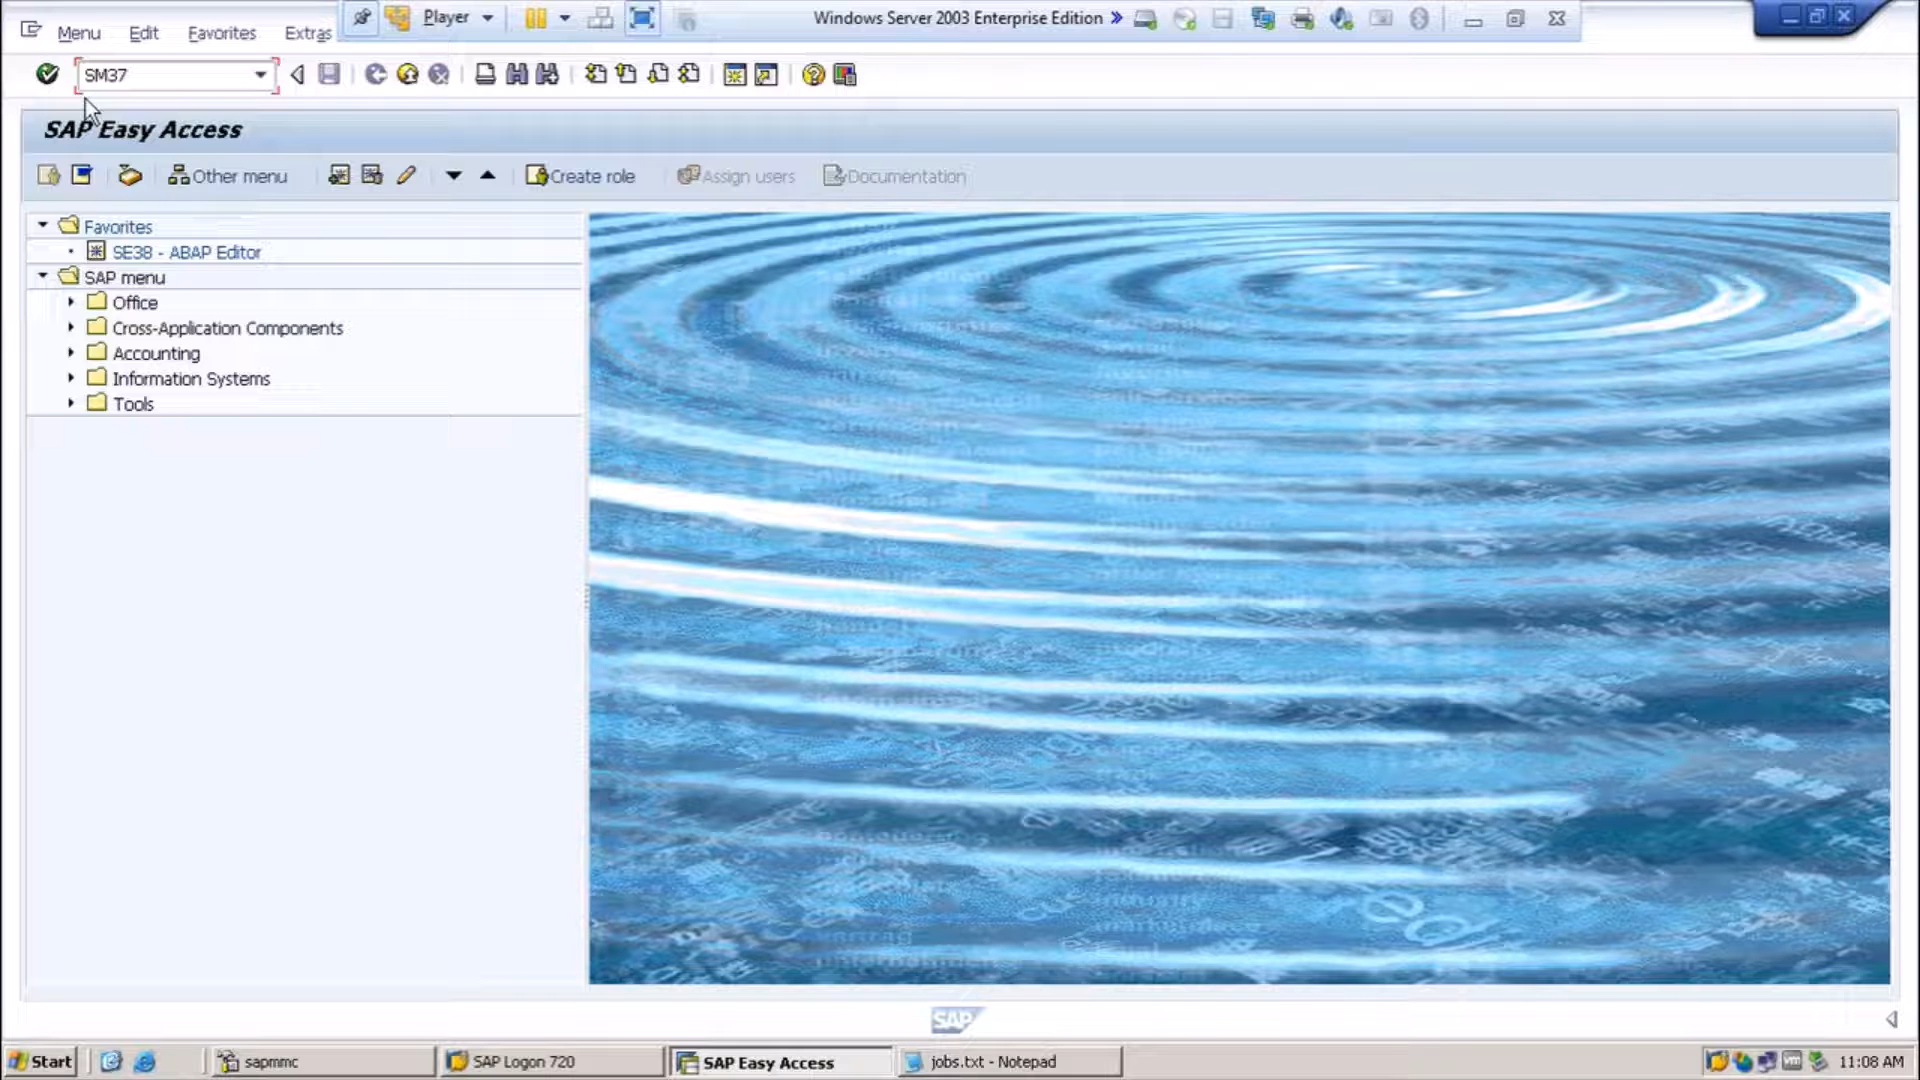 Menu Edit Favorites Extras
Player
Windows Server 2003 Enterprise Edition
SM37
SAP Easy Access
Other menu
Create role
Assign users
Documentation
Favorites
SE38 - ABAP Editor
SAP menu
Office
Cross-Application Components
Accounting
Information Systems
Tools
SAP
Start
sapmmc
SAP Logon 720
SAP Easy Access
jobs.txt - Notepad
11:08 AM